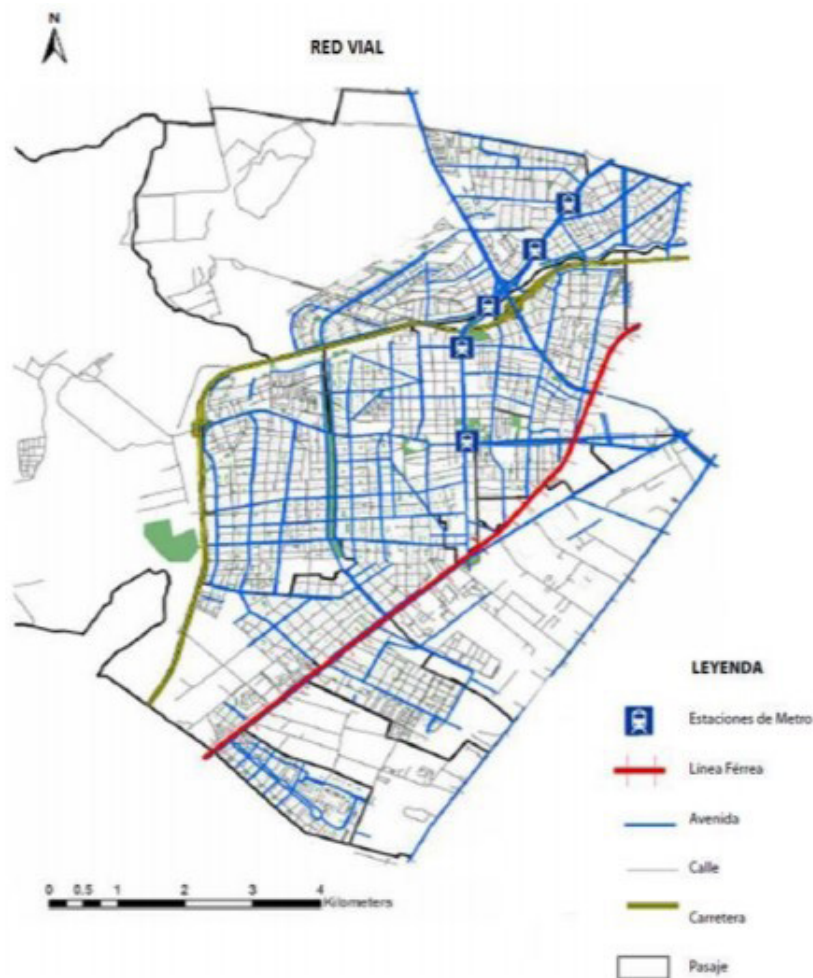 N
RED VIAL
LEYENDA
Estaciones de Metro
Línea Férrea
Avenida
Calle
Carretera
Pasaje
0 0.5 1 2 3 4
Kilometers